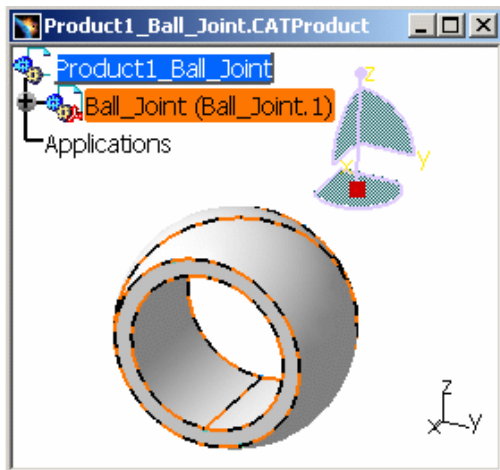 Product1_Ball_Joint.CATProduct
Product1_Ball_Joint
Ball_Joint (Ball_Joint.1)
Applications
z
y
x
z
x
y